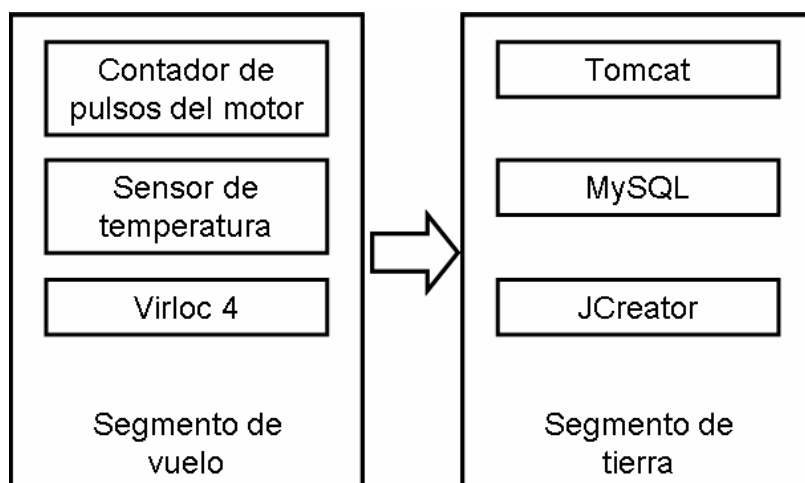 Contador de
pulsos del motor
Sensor de
temperatura
Virloc 4
Segmento de
vuelo
Tomcat
MySQL
JCreator
Segmento de
tierra